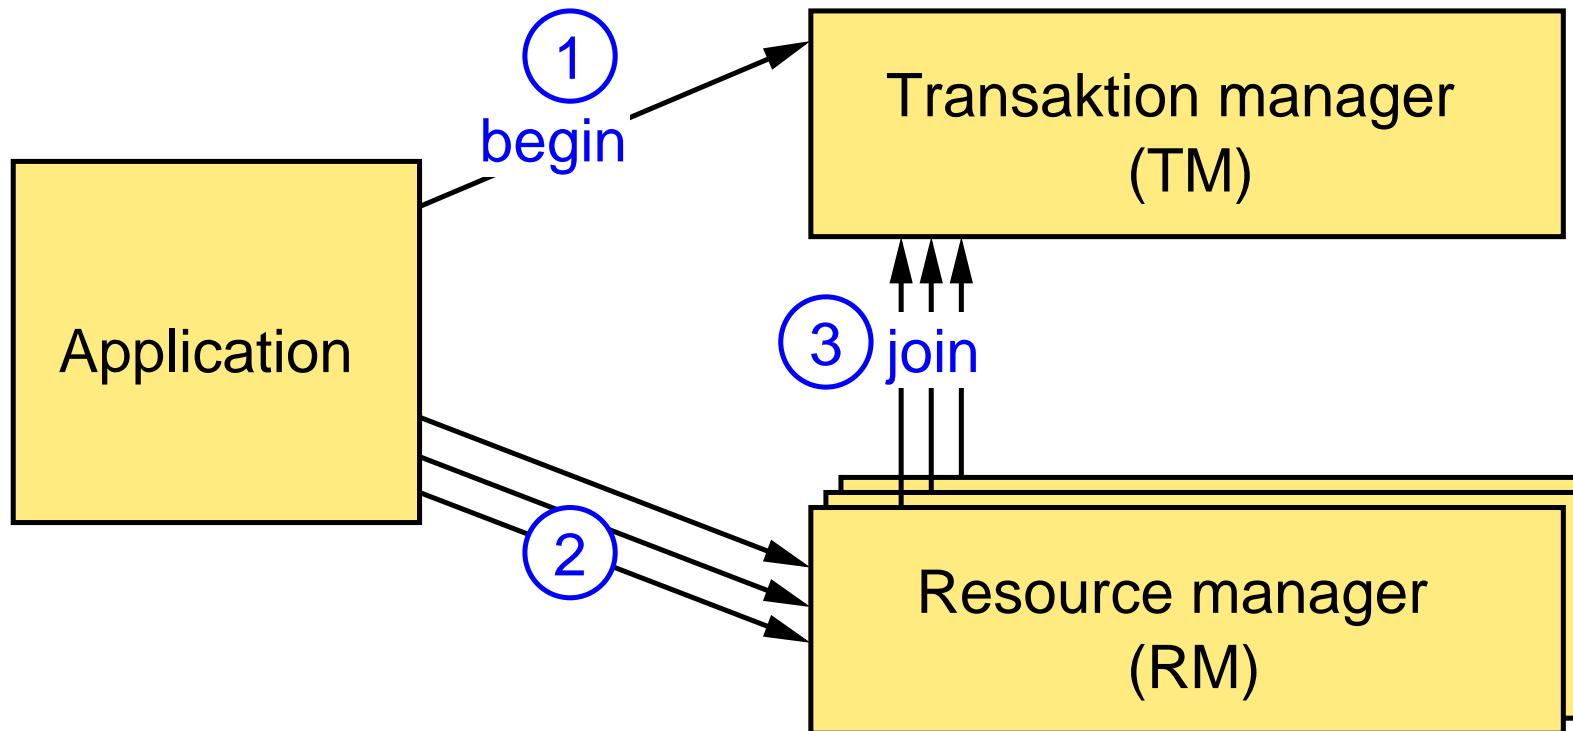 1
begin
Transaktion manager
(TM)
Application
3
join
2
Resource manager
(RM)